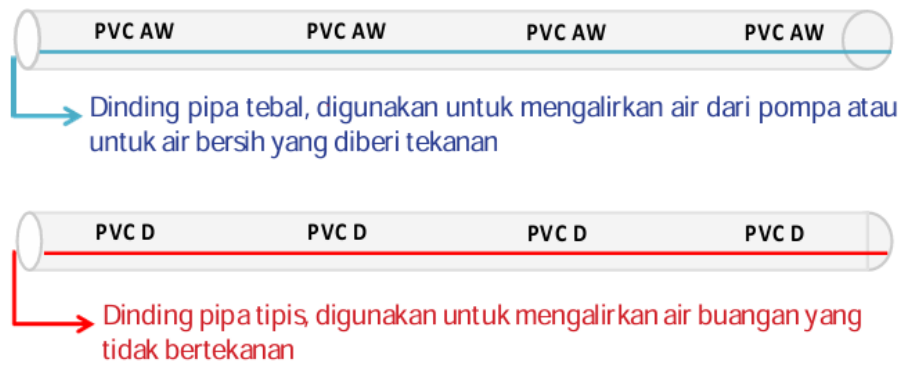 PVC AW PVC AW PVC AW PVC AW
Dinding pipa tebal, digunakan untuk mengalirkan air dari pompa atau
untuk air bersih yang diberi tekanan
PVC D PVC D PVC D PVC D
Dinding pipa tipis, digunakan untuk mengalirkan air buangan yang
tidak bertekanan